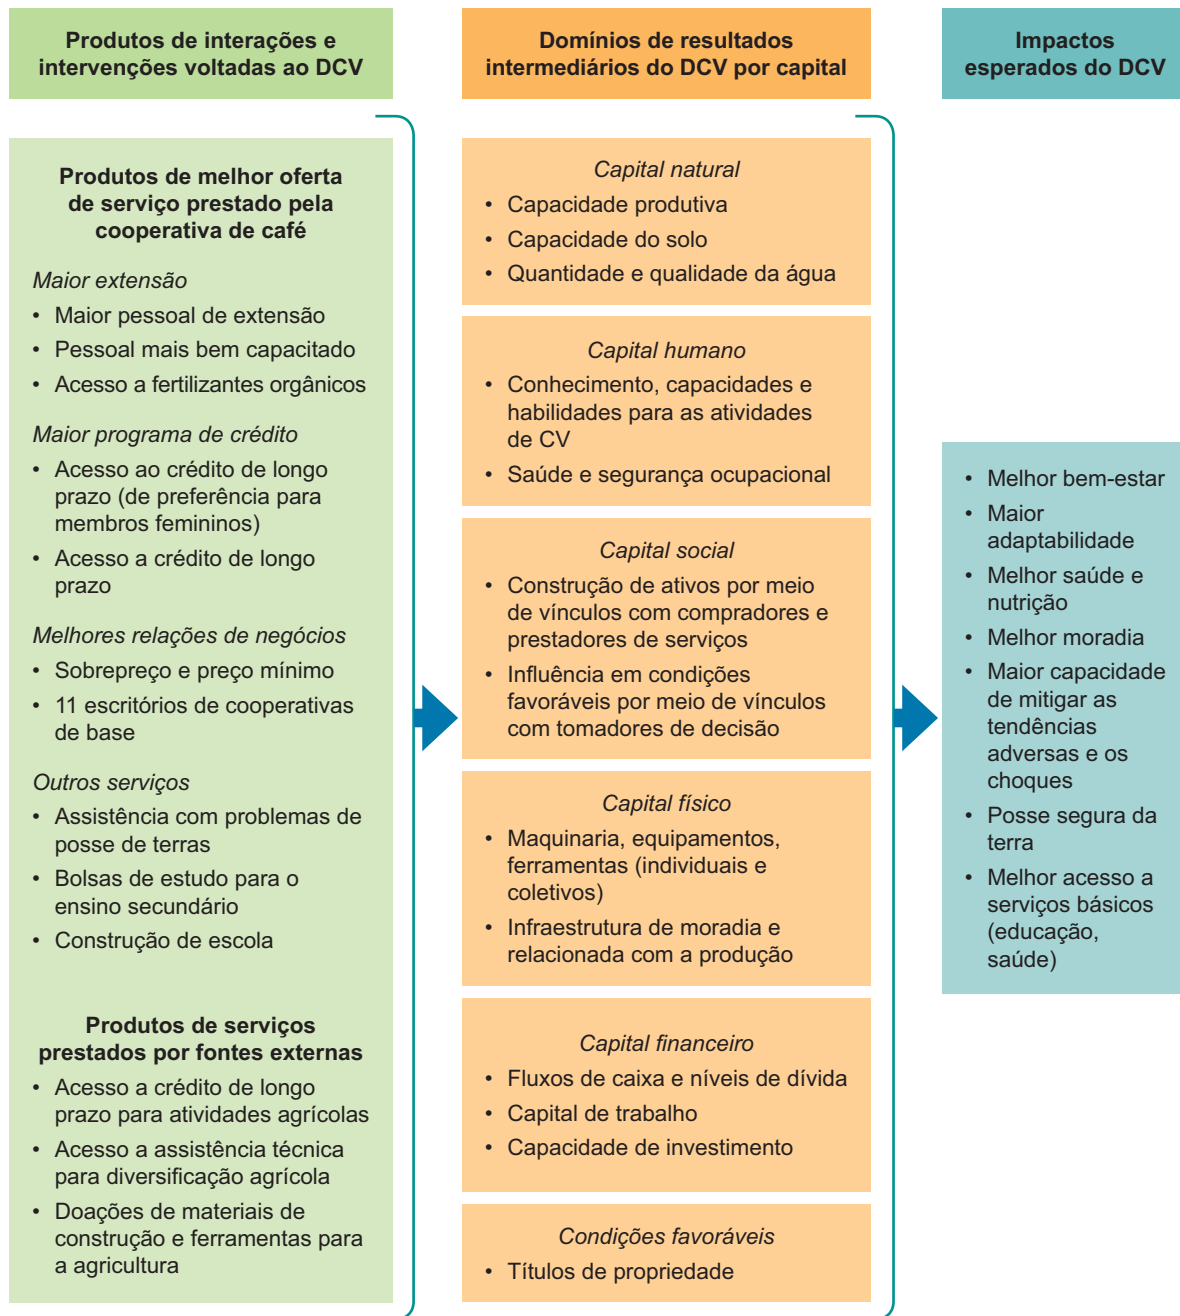 Produtos de interações e
intervenções voltadas ao DCV
Produtos de melhor oferta
de serviço prestado pela
cooperativa de café
Maior extensão
• Maior pessoal de extensão
• Pessoal mais bem capacitado
• Acesso a fertilizantes orgânicos
Maior programa de crédito
• Acesso ao crédito de longo
prazo (de preferência para
membros femininos)
• Acesso a crédito de longo
prazo
Melhores relações de negócios
• Sobrepreço e preço mínimo
• 11 escritórios de cooperativas
de base
Outros serviços
• Assistência com problemas de
posse de terras
• Bolsas de estudo para o
ensino secundário
• Construção de escola
Produtos de serviços
prestados por fontes externas
• Acesso a crédito de longo
prazo para atividades agrícolas
• Acesso a assistência técnica
para diversificação agrícola
• Doações de materiais de
construção e ferramentas para
a agricultura
Domínios de resultados
intermediários do DCV por capital
Capital natural
• Capacidade produtiva
• Capacidade do solo
• Quantidade e qualidade da água
Capital humano
• Conhecimento, capacidades e
habilidades para as atividades
de CV
• Saúde e segurança ocupacional
Capital social
• Construção de ativos por meio
de vínculos com compradores e
prestadores de serviços
• Influência em condições
favoráveis por meio de vínculos
com tomadores de decisão
Capital físico
• Maquinaria, equipamentos,
ferramentas (individuais e
coletivos)
• Infraestrutura de moradia e
relacionada com a produção
Capital financeiro
• Fluxos de caixa e níveis de dívida
• Capital de trabalho
• Capacidade de investimento
Condições favoráveis
• Títulos de propriedade
Impactos
esperados do DCV
• Melhor bem-estar
• Maior
adaptabilidade
• Melhor saúde e
nutrição
• Melhor moradia
• Maior capacidade
de mitigar as
tendências
adversas e os
choques
• Posse segura da
terra
• Melhor acesso a
serviços básicos
(educação,
saúde)